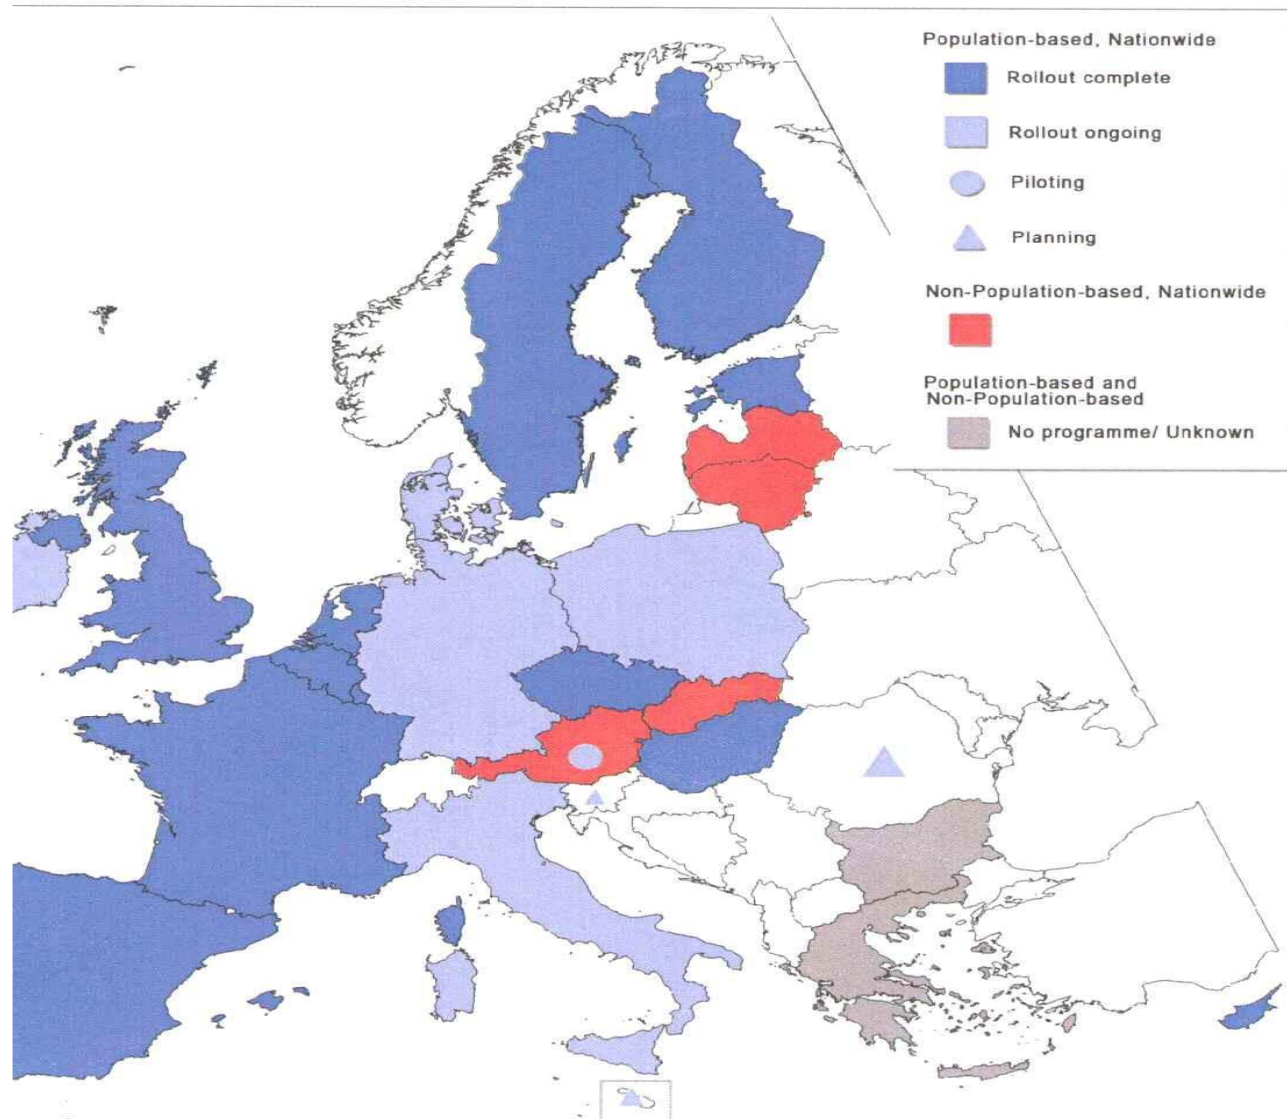 Population-based, Nationwide
Rollout complete
Rollout ongoing
Piloting
Planning
Non-Population-based, Nationwide
Population-based and
Non-Population-based
No programme/ Unknown